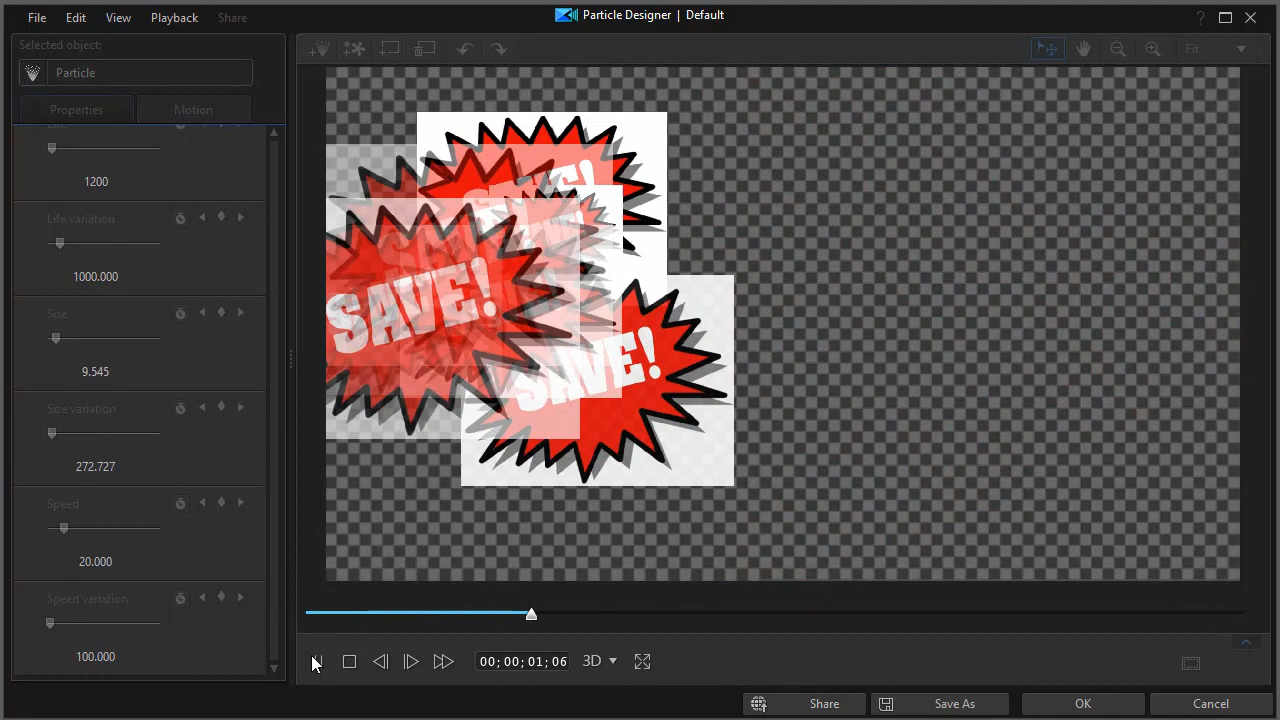 File Edit View Playback Share
Particle Designer | Default
?
Selected object:
Particle
Properties Motion
Fit
1200
Life variation
1000.000
Size
9.545
Size variation
272.727
Speed
20.000
Speed variation
100.000
SAVE!
SAVE!
00;00;01;06
3D
Share
Save As
OK
Cancel